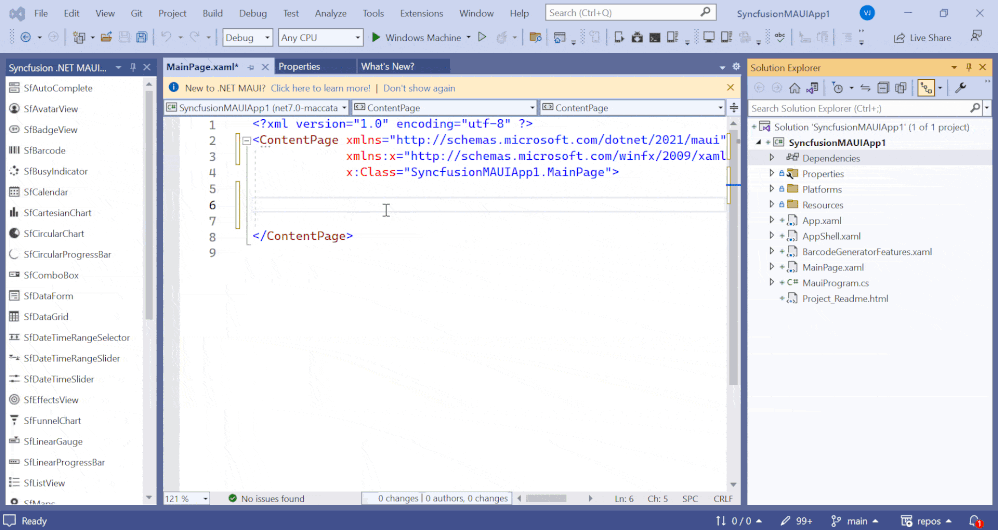 File Edit View Git Project Build Debug Test Analyze Tools Extensions Window Help Search (Ctrl+Q) SyncfusionMAUIApp1 VJ
Debug Any CPU Windows Machine Live Share
Syncfusion .NET MAUI...
MainPage.xaml* Properties What's New?
Solution Explorer
New to .NET MAUI? Click here to learn more! | Don't show again
SyncfusionMAUIApp1 (net7.0-maccata ContentPage ContentPage
SfAutoComplete
SfAvatarView
SfBadgeView
SfBarcode
SfBusyIndicator
SfCalendar
SfCartesianChart
SfCircularChart
SfCircularProgressBar
SfComboBox
SfDataForm
SfDataGrid
SfDateTimeRangeSelector
SfDateTimeRangeSlider
SfDateTimeSlider
SfEffectsView
SfFunnelChart
SfLinearGauge
SfLinearProgressBar
SfListView
SfMaps
1 <?xml version="1.0" encoding="utf-8" ?>
2 <ContentPage xmlns="http://schemas.microsoft.com/dotnet/2021/maui"
3 xmlns:x="http://schemas.microsoft.com/winfx/2009/xaml
4 x:Class="SyncfusionMAUIApp1.MainPage">
5
6
7
8 </ContentPage>
9
121 % No issues found 0 changes | 0 authors, 0 changes Ln: 6 Ch: 5 SPC CRLF
Search Solution Explorer (Ctrl+;)
Solution 'SyncfusionMAUIApp1' (1 of 1 project)
SyncfusionMAUIApp1
Dependencies
Properties
Platforms
Resources
App.xaml
AppShell.xaml
BarcodeGeneratorFeatures.xaml
MainPage.xaml
C# MauiProgram.cs
Project_Readme.html
Ready 0 / 0 99+ main repos 1